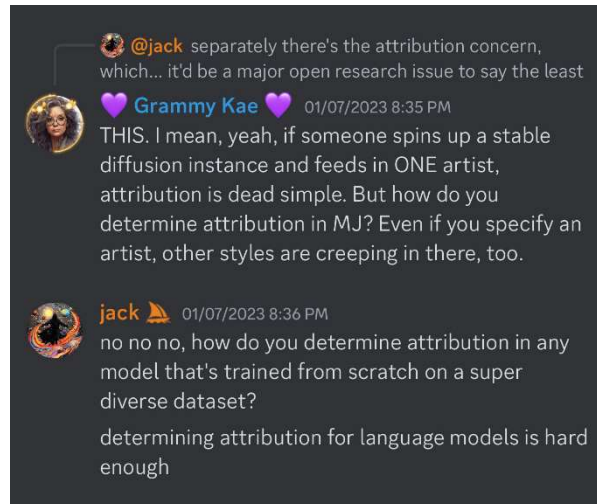 @jack separately there's the attribution concern,
which... it'd be a major open research issue to say the least
💜 Grammy Kae 💜 01/07/2023 8:35 PM
THIS. I mean, yeah, if someone spins up a stable
diffusion instance and feeds in ONE artist,
attribution is dead simple. But how do you
determine attribution in MJ? Even if you specify an
artist, other styles are creeping in there, too.
jack 01/07/2023 8:36 PM
no no no, how do you determine attribution in any
model that's trained from scratch on a super
diverse dataset?
determining attribution for language models is hard
enough